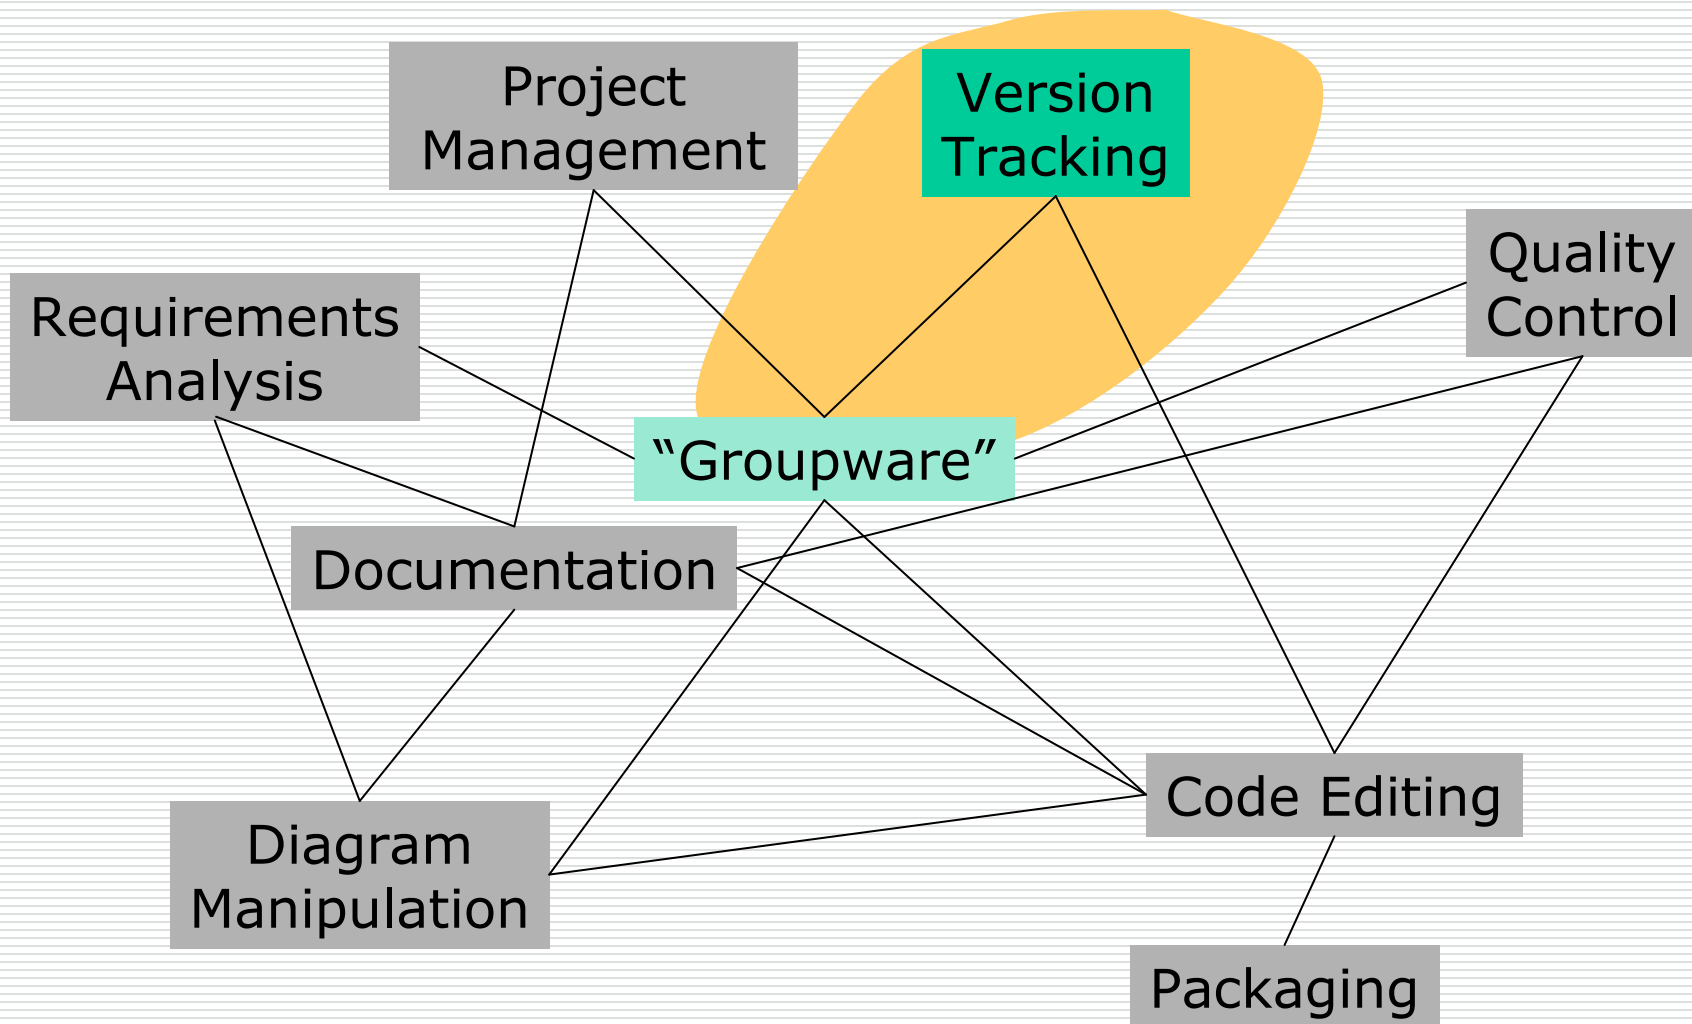 Project
Management
Version
Tracking
Quality
Control
Requirements
Analysis
“Groupware”
Documentation
Code Editing
Diagram
Manipulation
Packaging